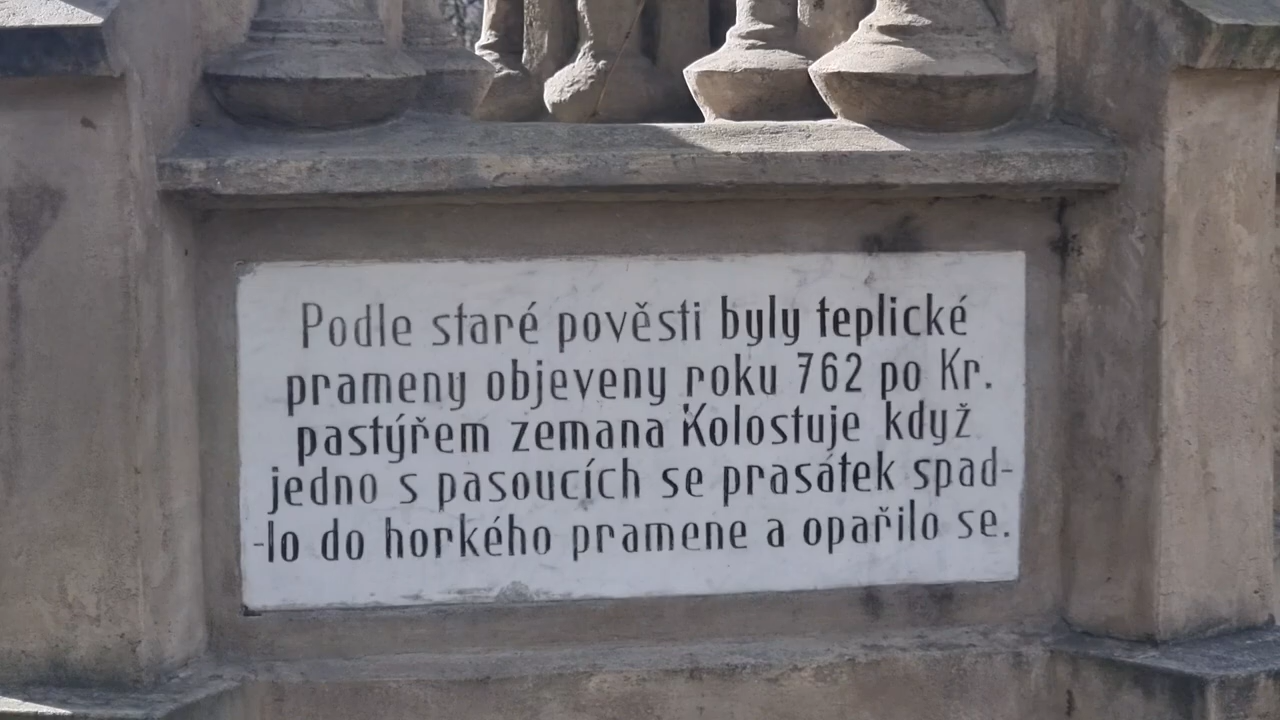 Podle staré pověsti byly teplické
prameny objeveny roku 762 po Kr.
pastýřem zemana Kolostuje když
jedno s pasoucích se prasátek spad-
-lo do horkého pramene a opařilo se.